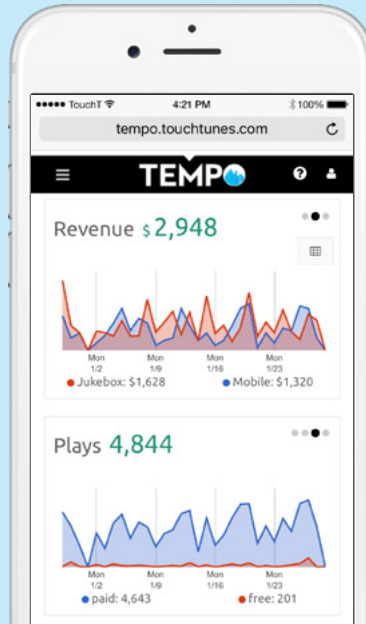 TouchT 4:21 PM 100%
tempo.touchtunes.com
TEMPO
Revenue $ 2,948
Mon 1/2 Mon 1/9 Mon 1/16 Mon 1/23
Jukebox: $1,628 Mobile: $1,320
Plays 4,844
Mon 1/2 Mon 1/9 Mon 1/16 Mon 1/23
paid: 4,643 free: 201